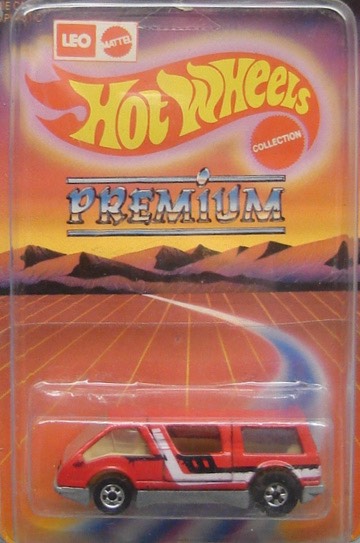 LEO
MATTEL
Hot Wheels
COLLECTION
PREMIUM